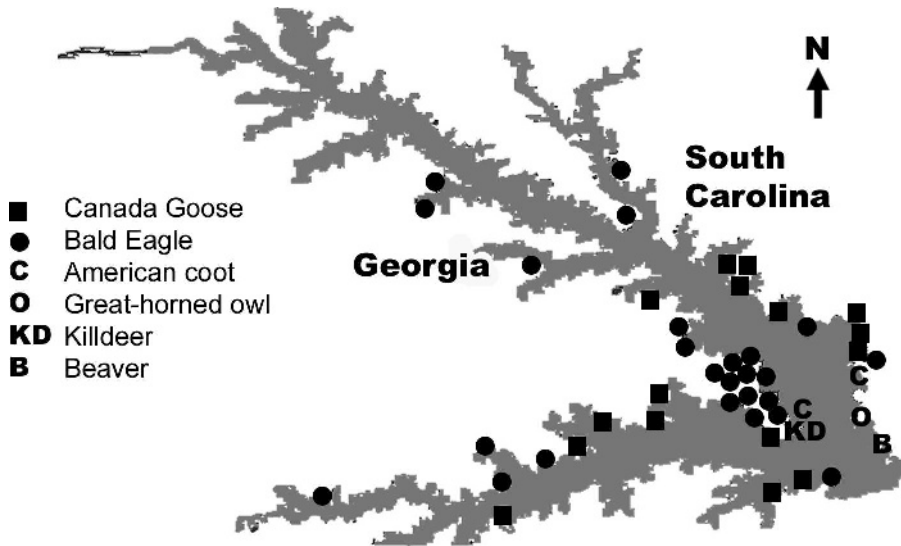 N
South
Carolina
Georgia
Canada Goose
Bald Eagle
C American coot
O Great-horned owl
KD Killdeer
B Beaver
C
C
O
KD
B